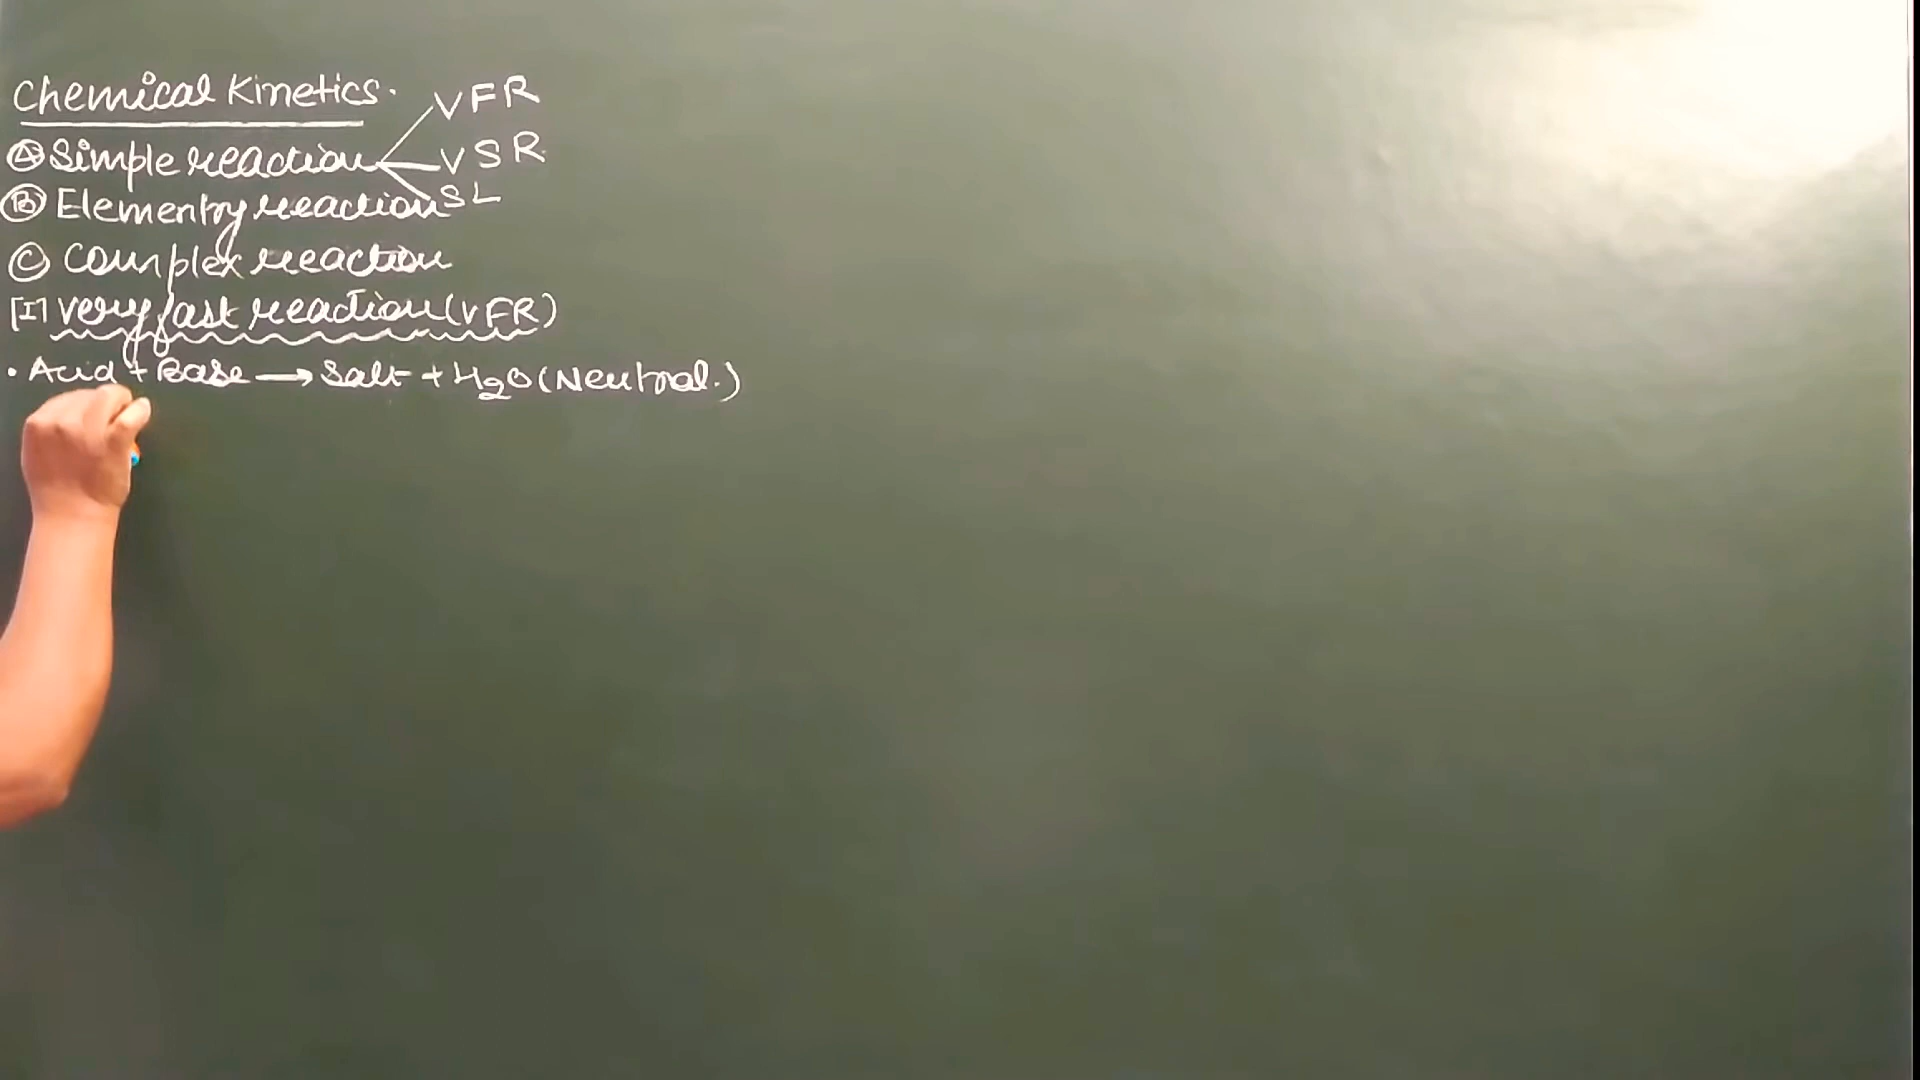 Chemical Kinetics.
VFR
Ⓐ Simple reaction
VSR
SL
Ⓑ Elementry reaction
Ⓒ Complex reaction
[I] very fast reaction (VFR)
• Acid + Base → Salt + H₂O (Neutral.)